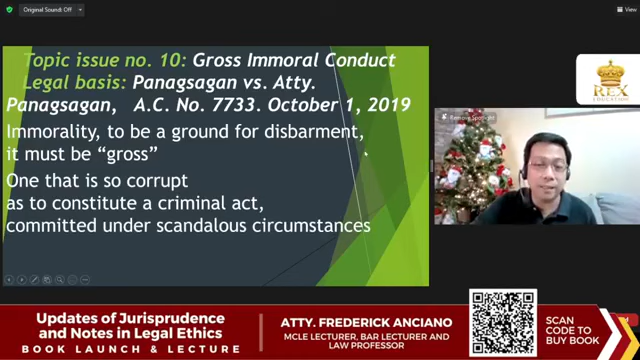 Original Sound: Off
View
Topic issue no. 10: Gross Immoral Conduct
Legal basis: Panagsagan vs. Atty.
Panagsagan, A.C. No. 7733. October 1, 2019
Immorality, to be a ground for disbarment,
it must be “gross”
One that is so corrupt
as to constitute a criminal act,
committed under scandalous circumstances
REX
EDUCATION
Remove Spotlight
Updates of Jurisprudence
and Notes in Legal Ethics
BOOK LAUNCH & LECTURE
ATTY. FREDERICK ANCIANO
MCLE LECTURER, BAR LECTURER AND
LAW PROFESSOR
SCAN
CODE TO
BUY BOOK